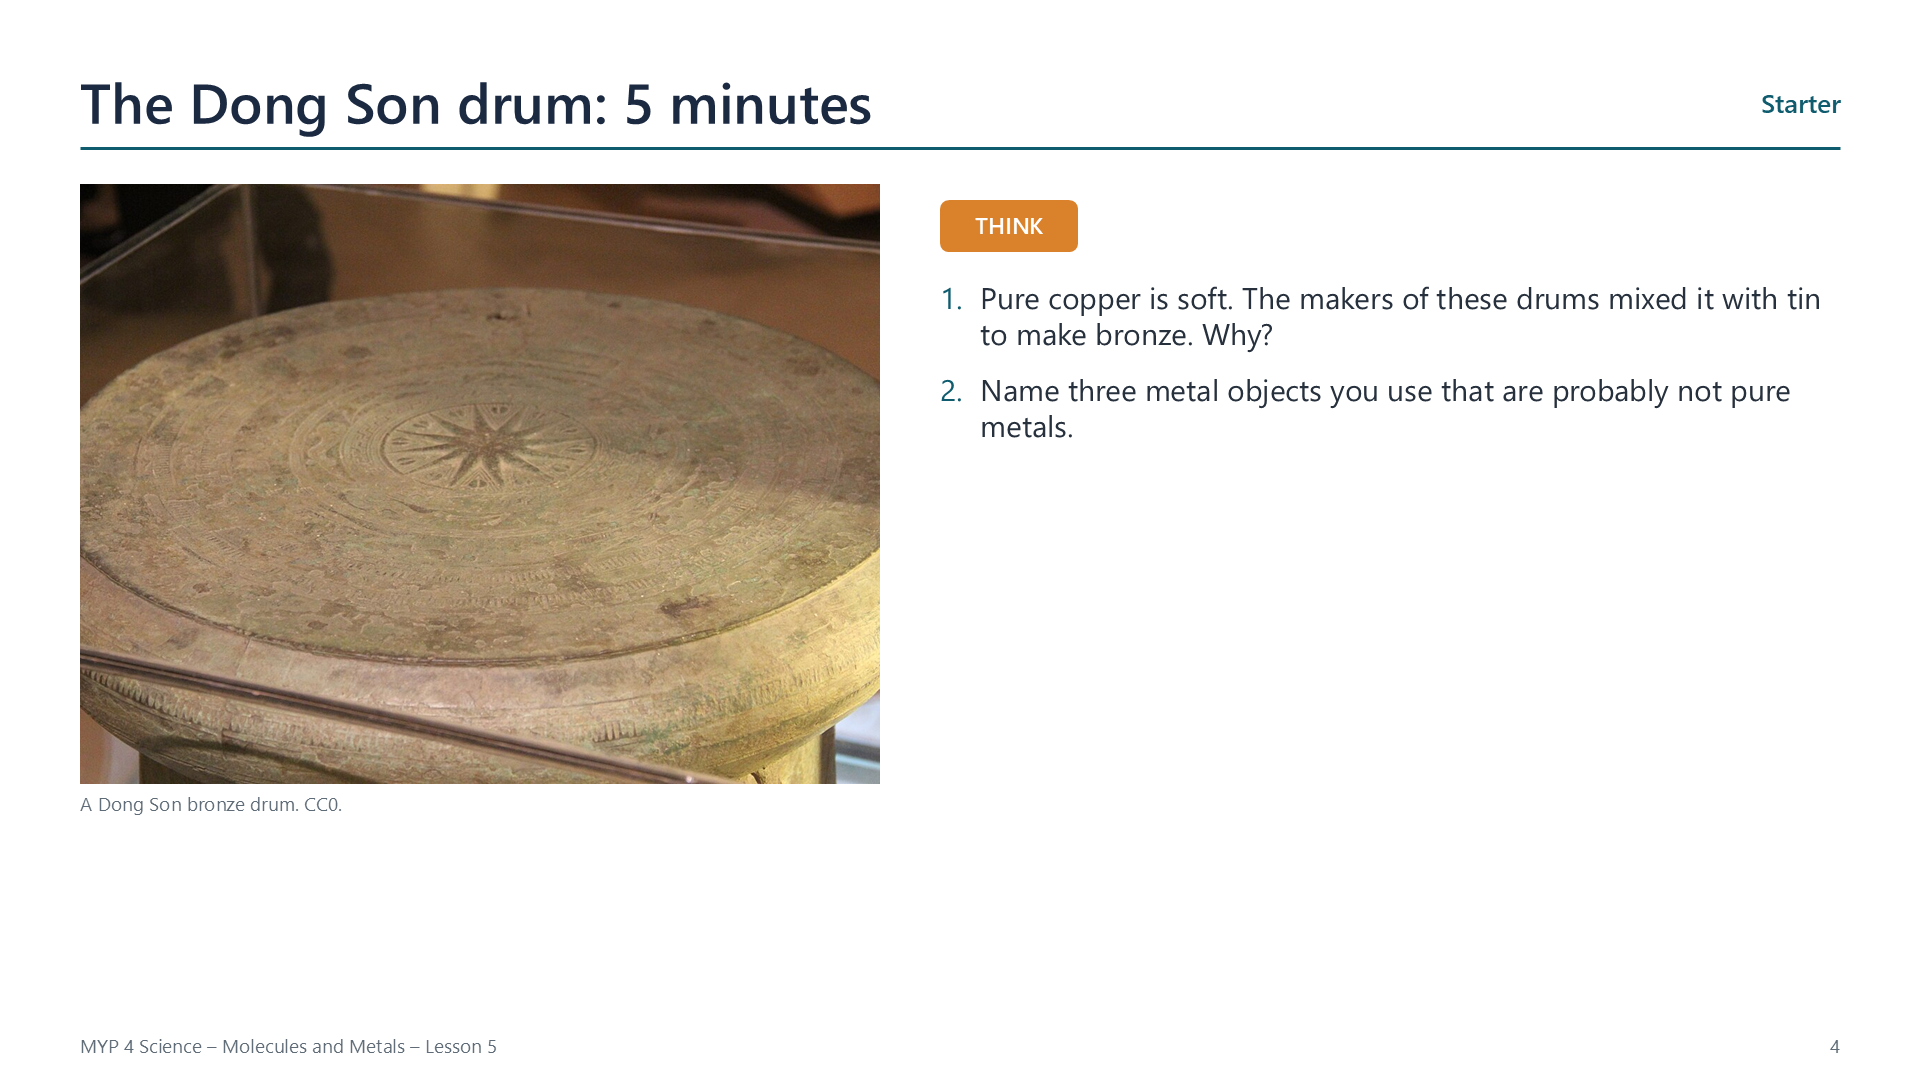 The Dong Son drum: 5 minutes
Starter
THINK
1. Pure copper is soft. The makers of these drums mixed it with tin
to make bronze. Why?
2. Name three metal objects you use that are probably not pure
metals.
A Dong Son bronze drum. CC0.
MYP 4 Science – Molecules and Metals – Lesson 5
4